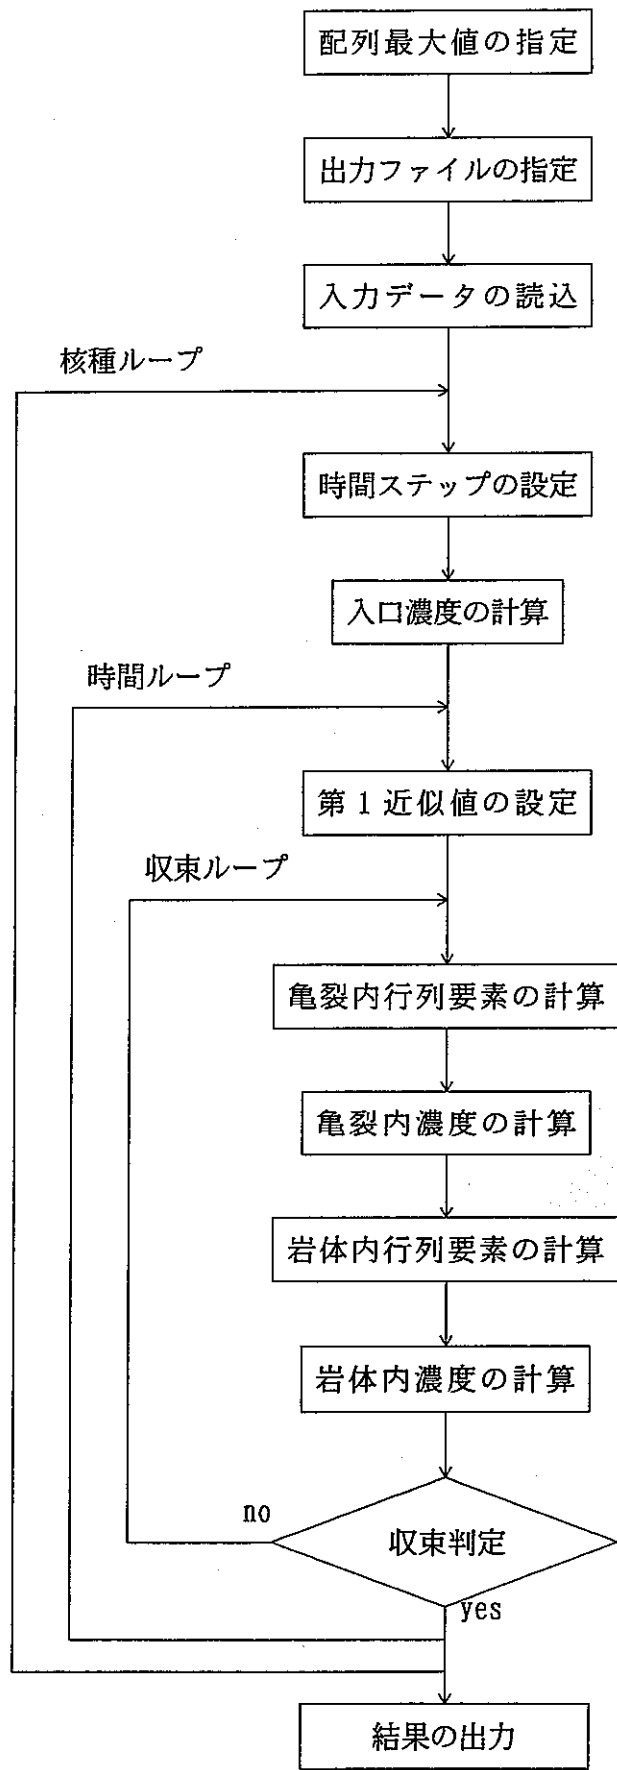 配列最大値の指定
出力ファイルの指定
入力データの読込
核種ループ
時間ステップの設定
入口濃度の計算
時間ループ
第1近似値の設定
収束ループ
亀裂内行列要素の計算
亀裂内濃度の計算
岩体内行列要素の計算
岩体内濃度の計算
no
収束判定
yes
結果の出力